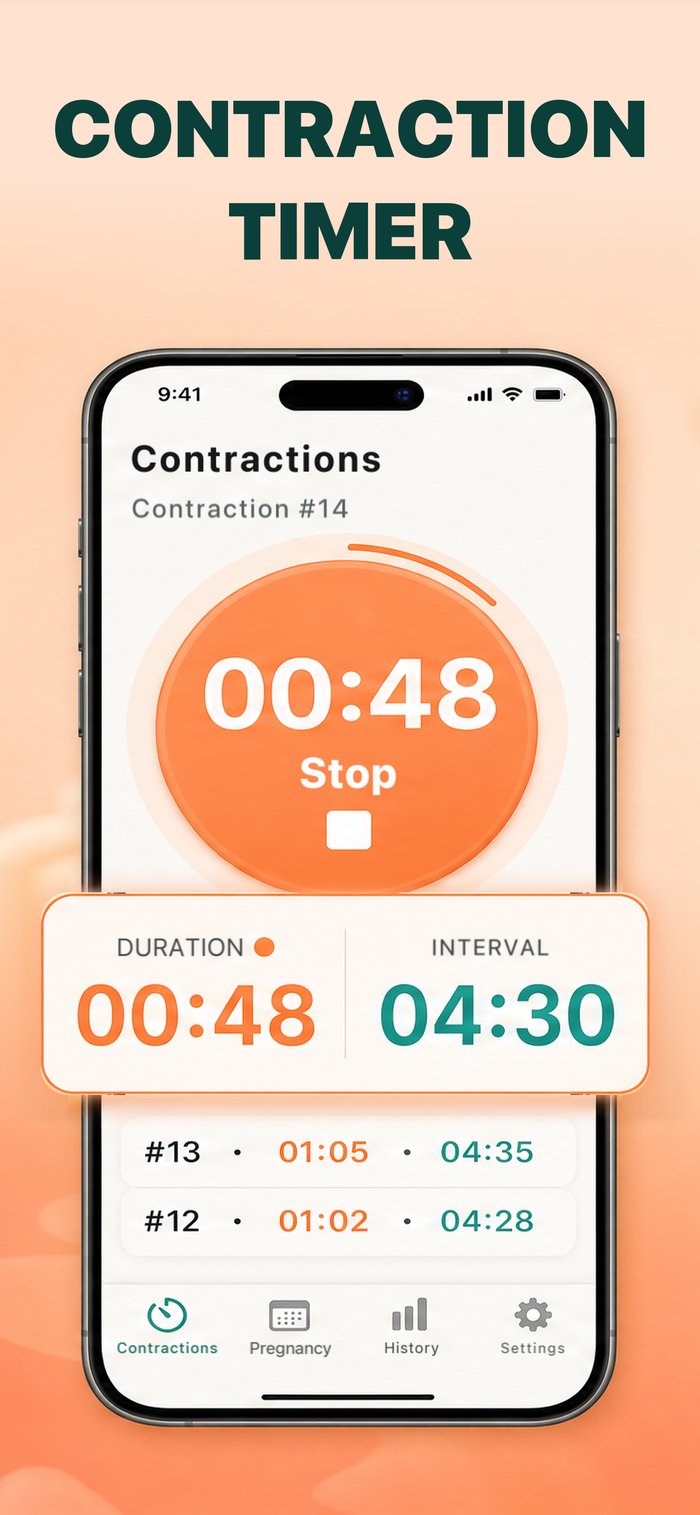 CONTRACTION
TIMER
9:41
Contractions
Contraction #14
00:48
Stop
DURATION INTERVAL
00:48 04:30
#13 • 01:05 • 04:35
#12 • 01:02 • 04:28
Contractions Pregnancy History Settings